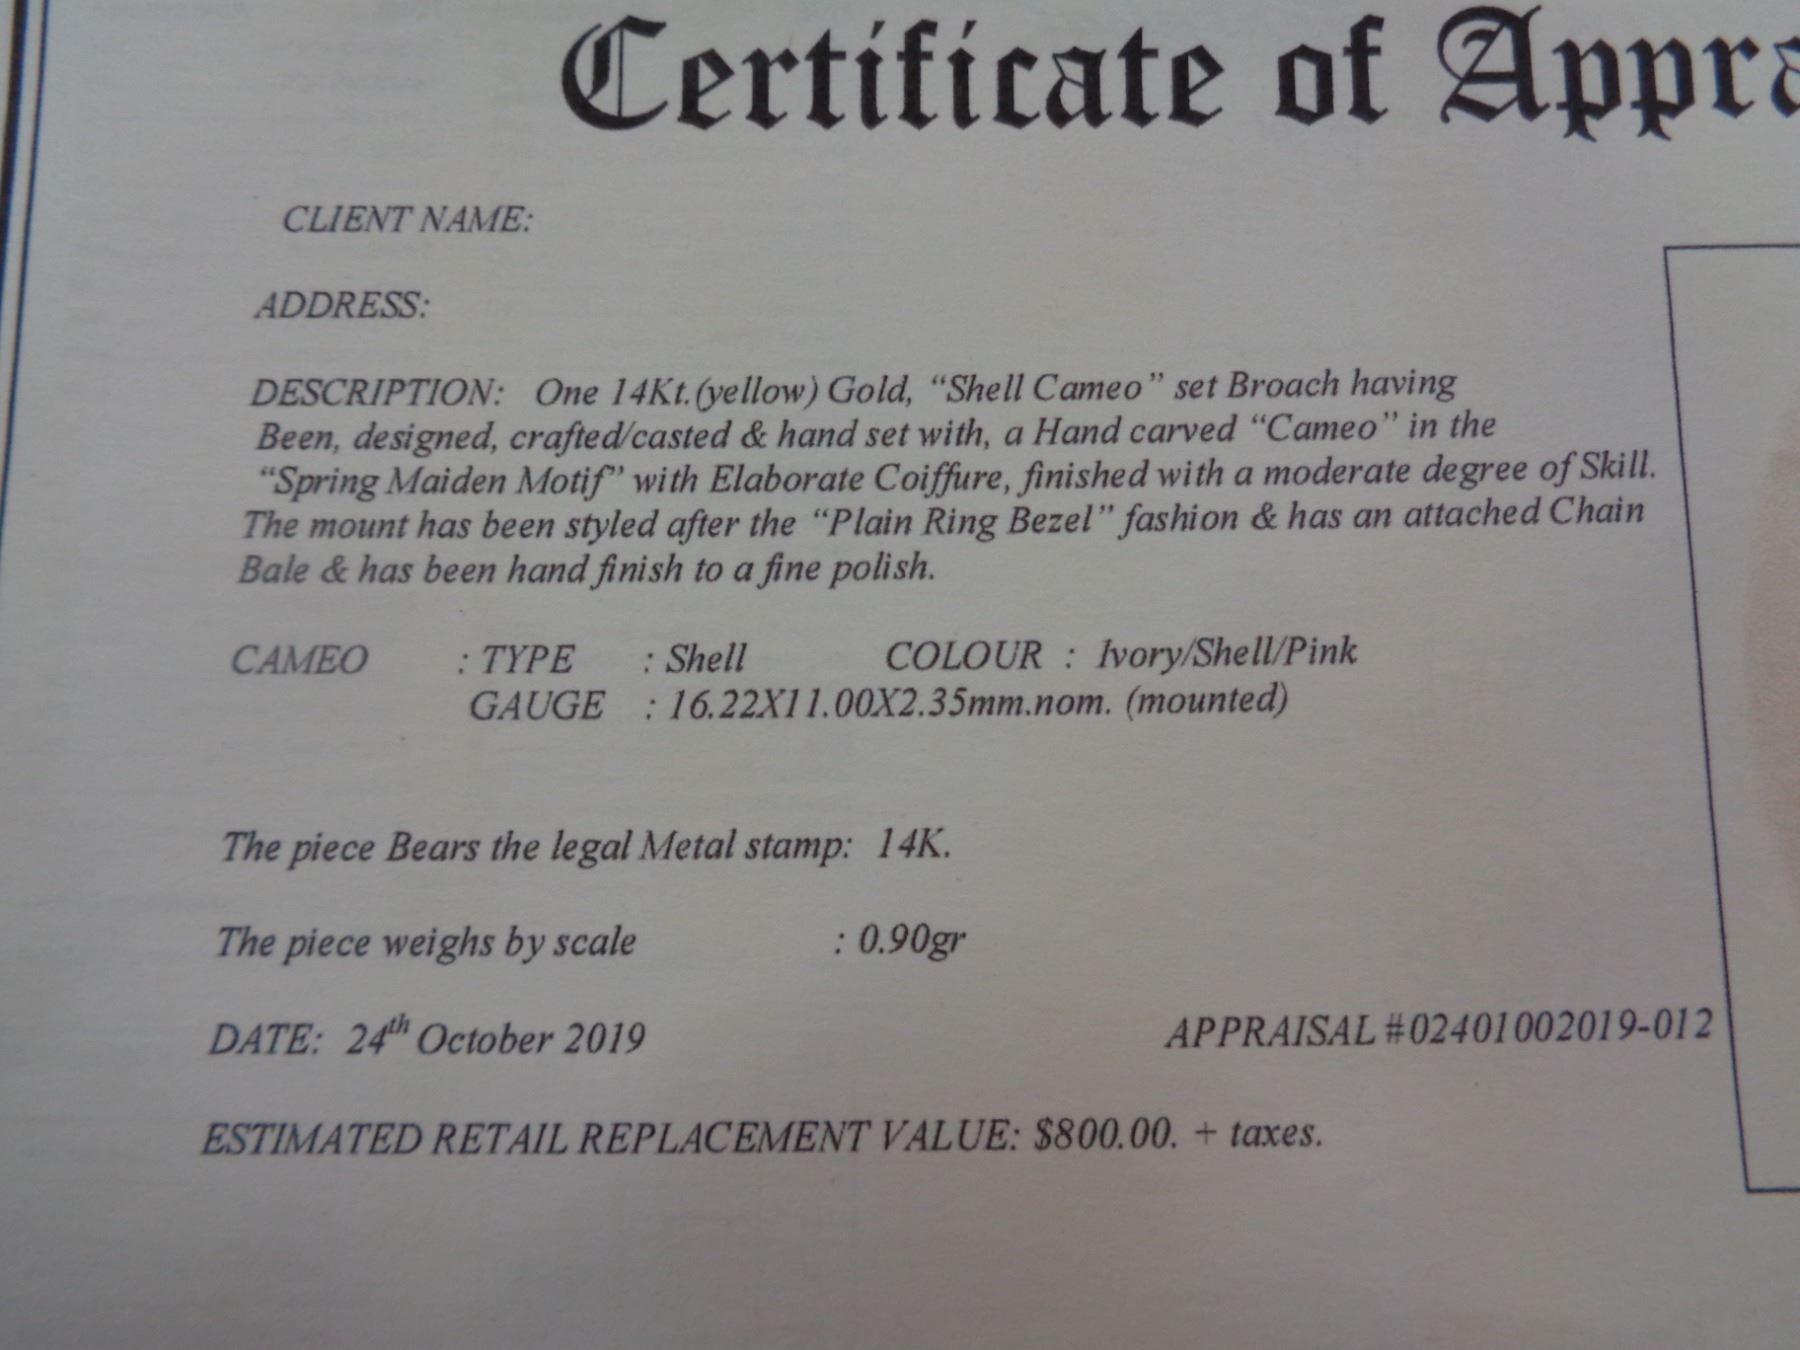 Certificate of Appra
CLIENT NAME:
ADDRESS:
DESCRIPTION: One 14Kt.(yellow) Gold, “Shell Cameo” set Broach having
Been, designed, crafted/casted & hand set with, a Hand carved “Cameo” in the
“Spring Maiden Motif” with Elaborate Coiffure, finished with a moderate degree of Skill.
The mount has been styled after the “Plain Ring Bezel” fashion & has an attached Chain
Bale & has been hand finish to a fine polish.
CAMEO : TYPE : Shell COLOUR : Ivory/Shell/Pink
GAUGE : 16.22X11.00X2.35mm.nom. (mounted)
The piece Bears the legal Metal stamp: 14K.
The piece weighs by scale : 0.90gr
DATE: 24th October 2019 APPRAISAL #02401002019-012
ESTIMATED RETAIL REPLACEMENT VALUE: $800.00. + taxes.